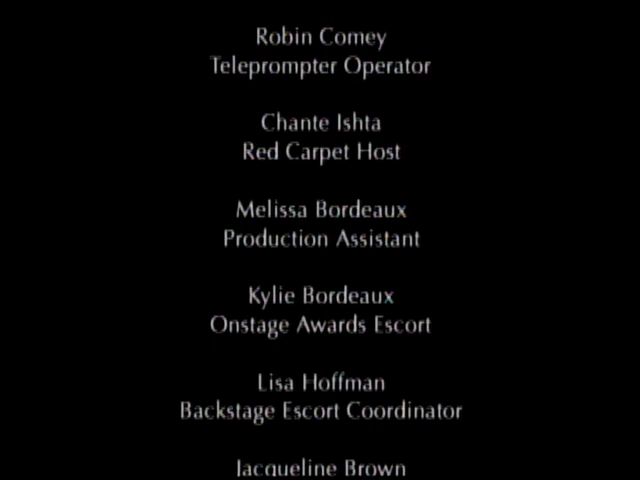 Robin Comey
Teleprompter Operator
Chante Ishta
Red Carpet Host
Melissa Bordeaux
Production Assistant
Kylie Bordeaux
Onstage Awards Escort
Lisa Hoffman
Backstage Escort Coordinator
Jacqueline Brown